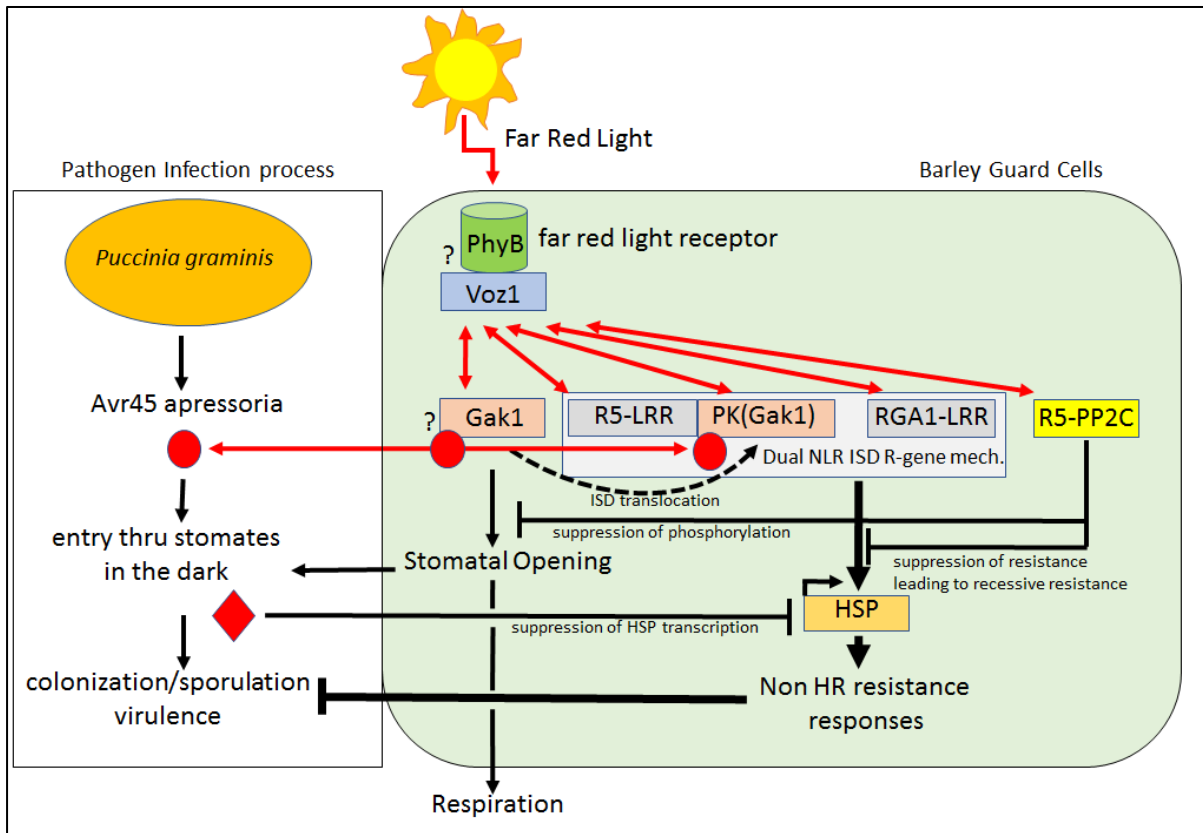 Far Red Light
Pathogen Infection process
Barley Guard Cells
Puccinia graminis
?
PhyB
far red light receptor
Voz1
Avr45 apressoria
?
Gak1
R5-LRR
PK(Gak1)
RGA1-LRR
R5-PP2C
Dual NLR ISD R-gene mech.
ISD translocation
suppression of phosphorylation
entry thru stomates
in the dark
Stomatal Opening
suppression of resistance
leading to recessive resistance
HSP
suppression of HSP transcription
colonization/sporulation
virulence
Non HR resistance
responses
Respiration